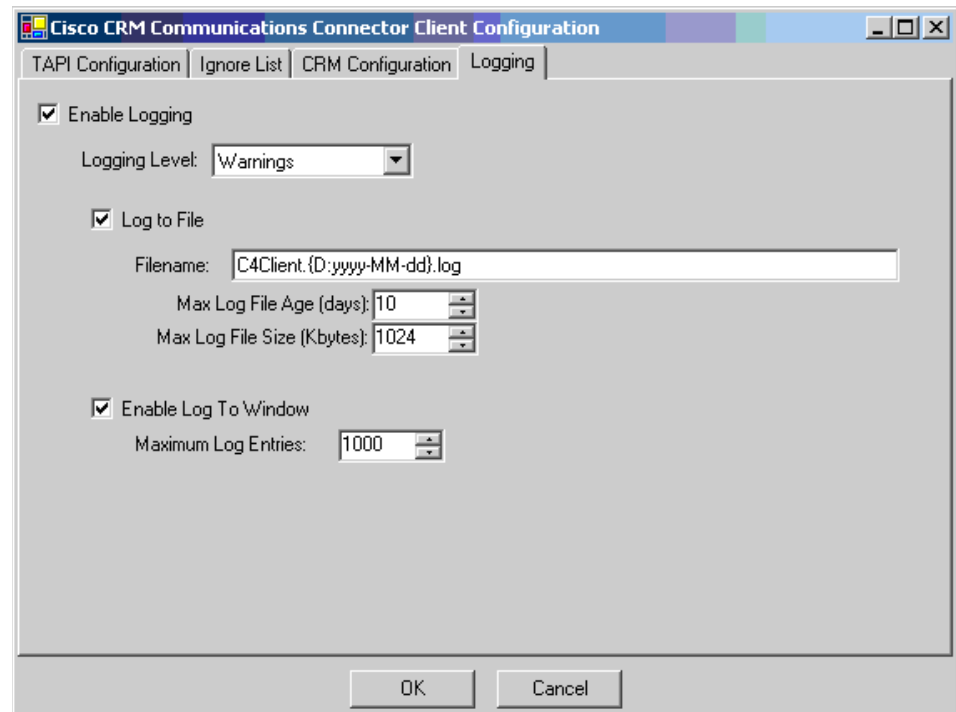 Cisco CRM Communications Connector Client Configuration
TAPI Configuration Ignore List CRM Configuration Logging
Enable Logging
Logging Level: Warnings
Log to File
Filename: C4Client.{D:yyyy-MM-dd}.log
Max Log File Age (days): 10
Max Log File Size (Kbytes): 1024
Enable Log To Window
Maximum Log Entries: 1000
OK Cancel